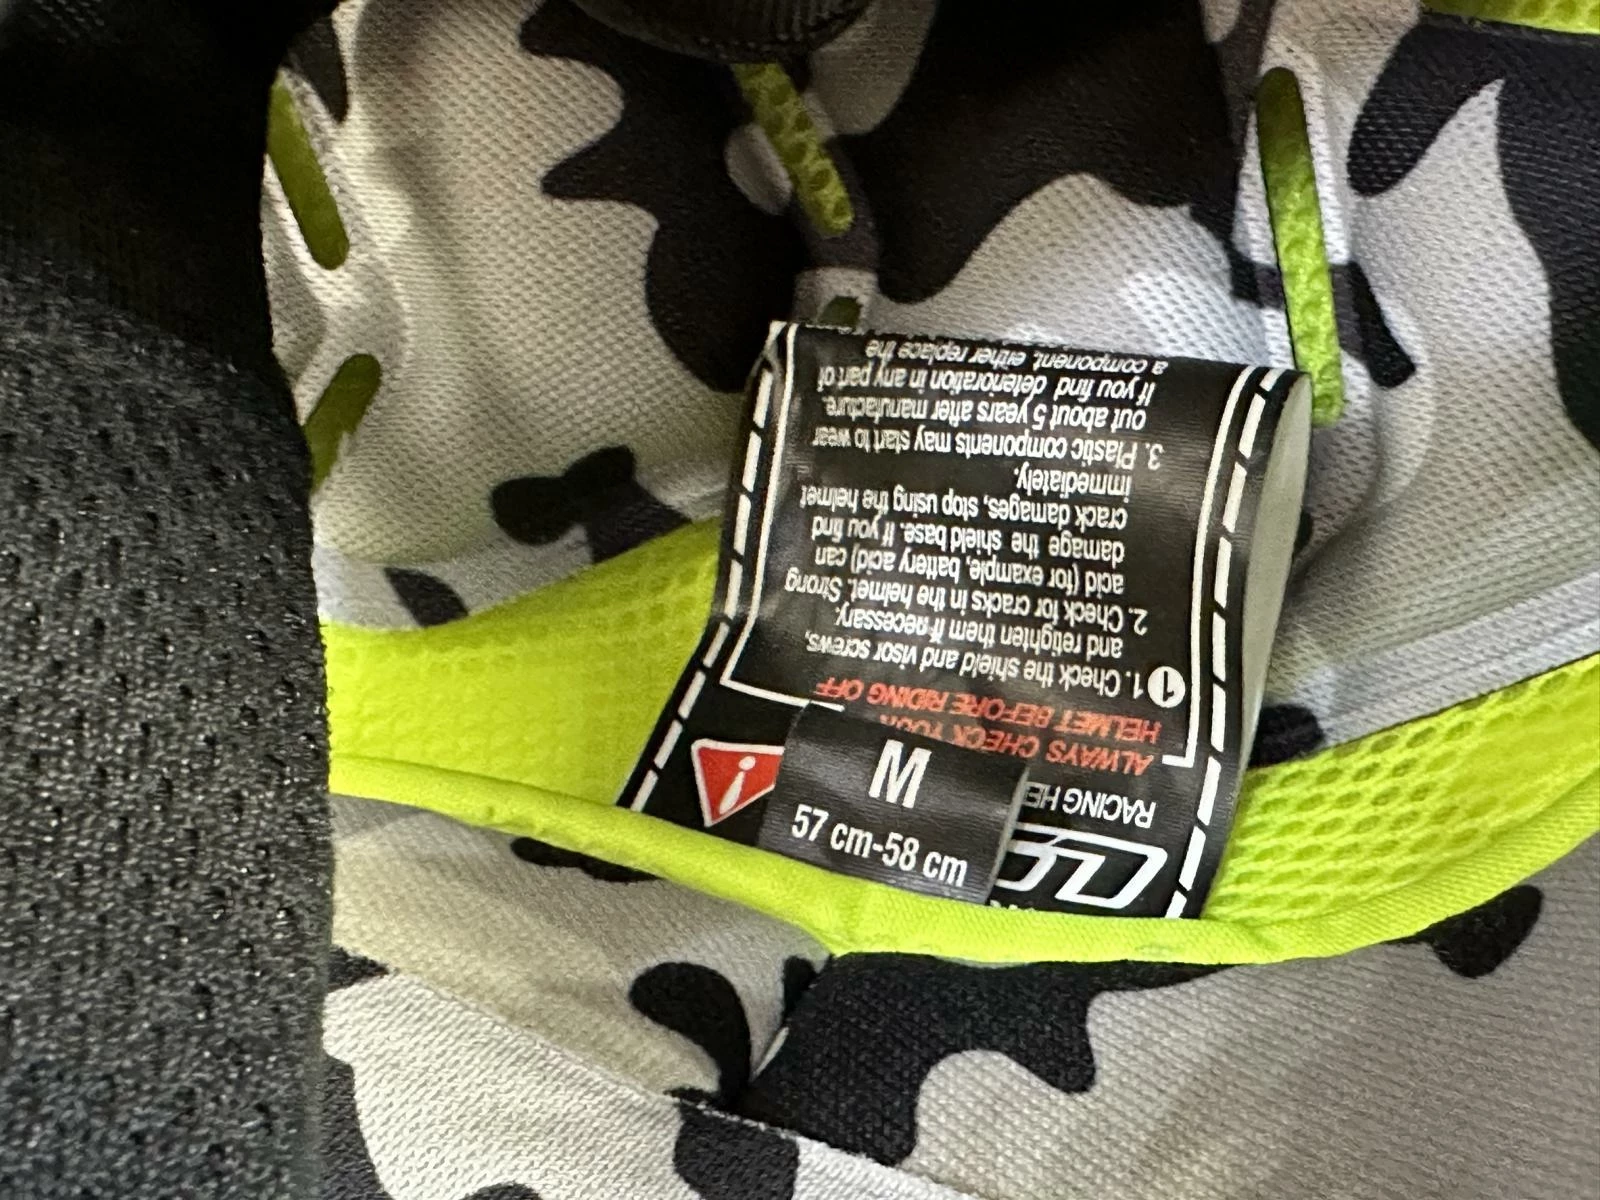 M
57 cm-58 cm
RACING HE
ALWAYS CHECK YOUR
HELMET BEFORE RIDING OFF
1 1. Check the shield and visor screws,
and retighten them if necessary.
2. Check for cracks in the helmet. Strong
acid (for example, battery acid) can
damage the shield base. If you find
crack damages, stop using the helmet
immediately.
3. Plastic components may start to wear
out about 5 years after manufacture.
If you find deterioration in any part of
a component, either replace the